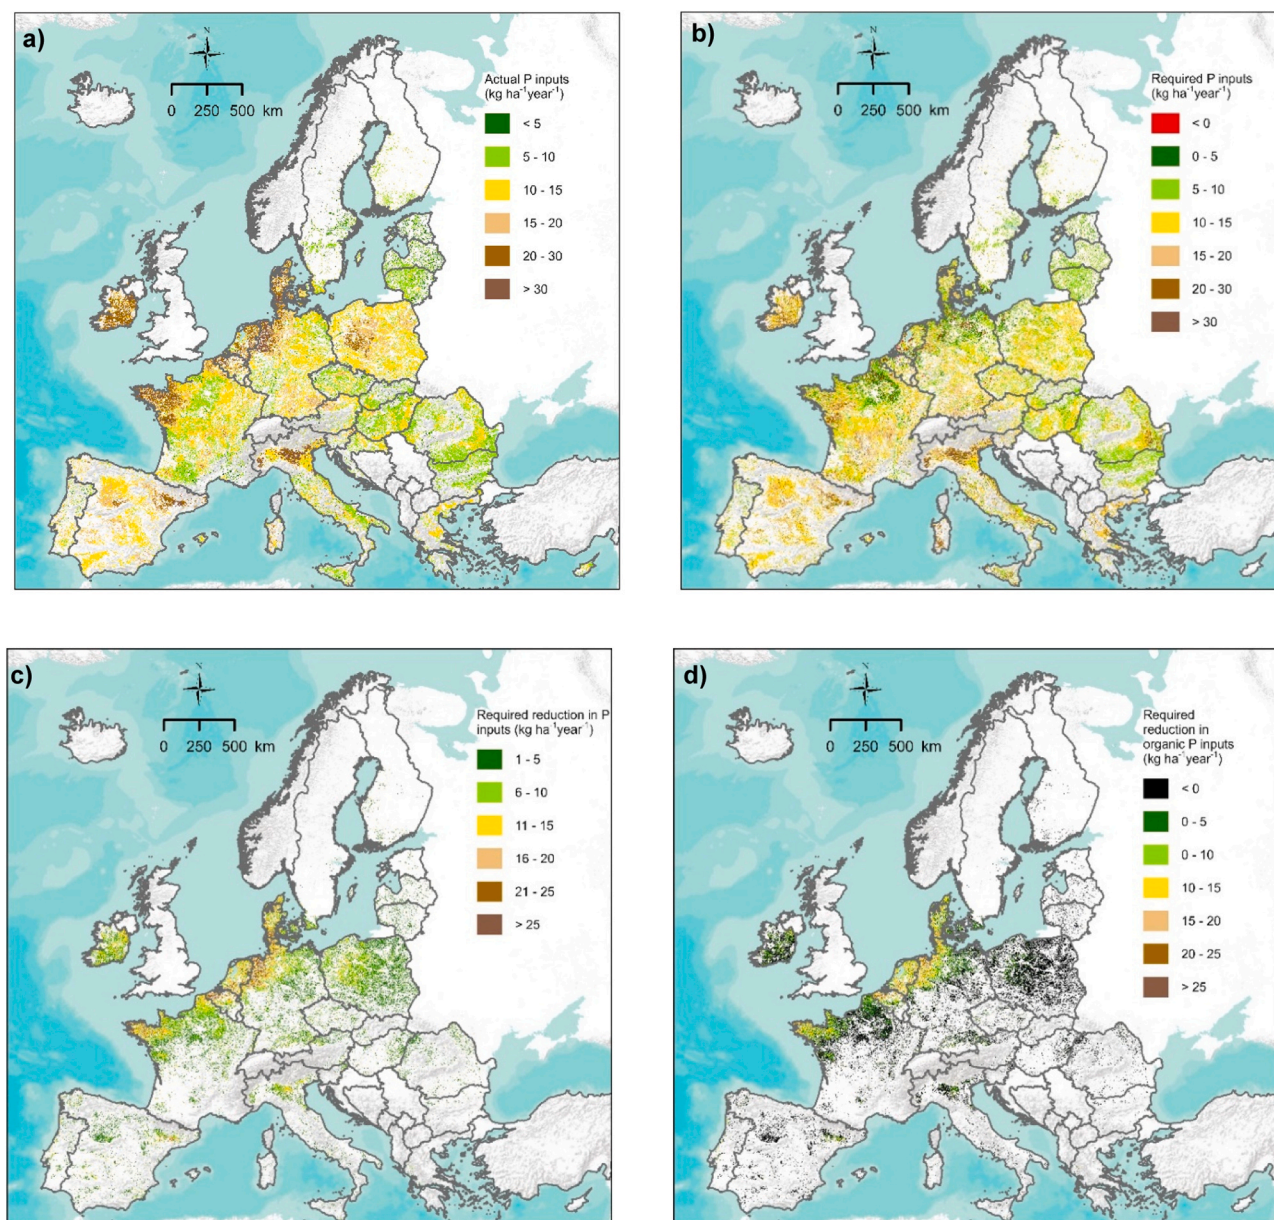 a)
N
0 250 500 km
Actual P inputs
(kg ha⁻¹year⁻¹)
< 5
5 - 10
10 - 15
15 - 20
20 - 30
> 30
b)
N
0 250 500 km
Required P inputs
(kg ha⁻¹year⁻¹)
< 0
0 - 5
5 - 10
10 - 15
15 - 20
20 - 30
> 30
c)
N
0 250 500
km
Required reduction in P
inputs (kg ha⁻¹year⁻)
1 - 5
6 - 10
11 - 15
16 - 20
21 - 25
> 25
d)
N
0 250 500
km
Required
reduction in
organic P inputs
(kg ha⁻¹year⁻¹)
< 0
0 - 5
0 - 10
10 - 15
15 - 20
20 - 25
> 25